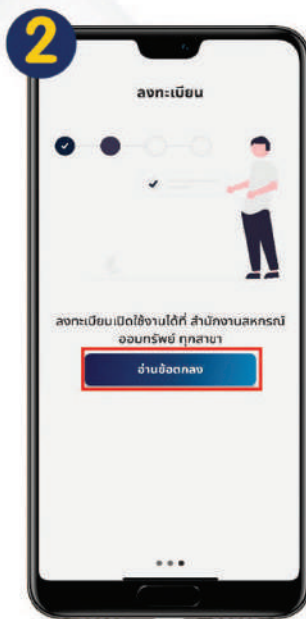 2
ลงทะเบียน
ลงทะเบียนเปิดใช้งานได้ที่ สำนักงานสหกรณ์
ออมทรัพย์ ทุกสาขา
อ่านข้อตกลง